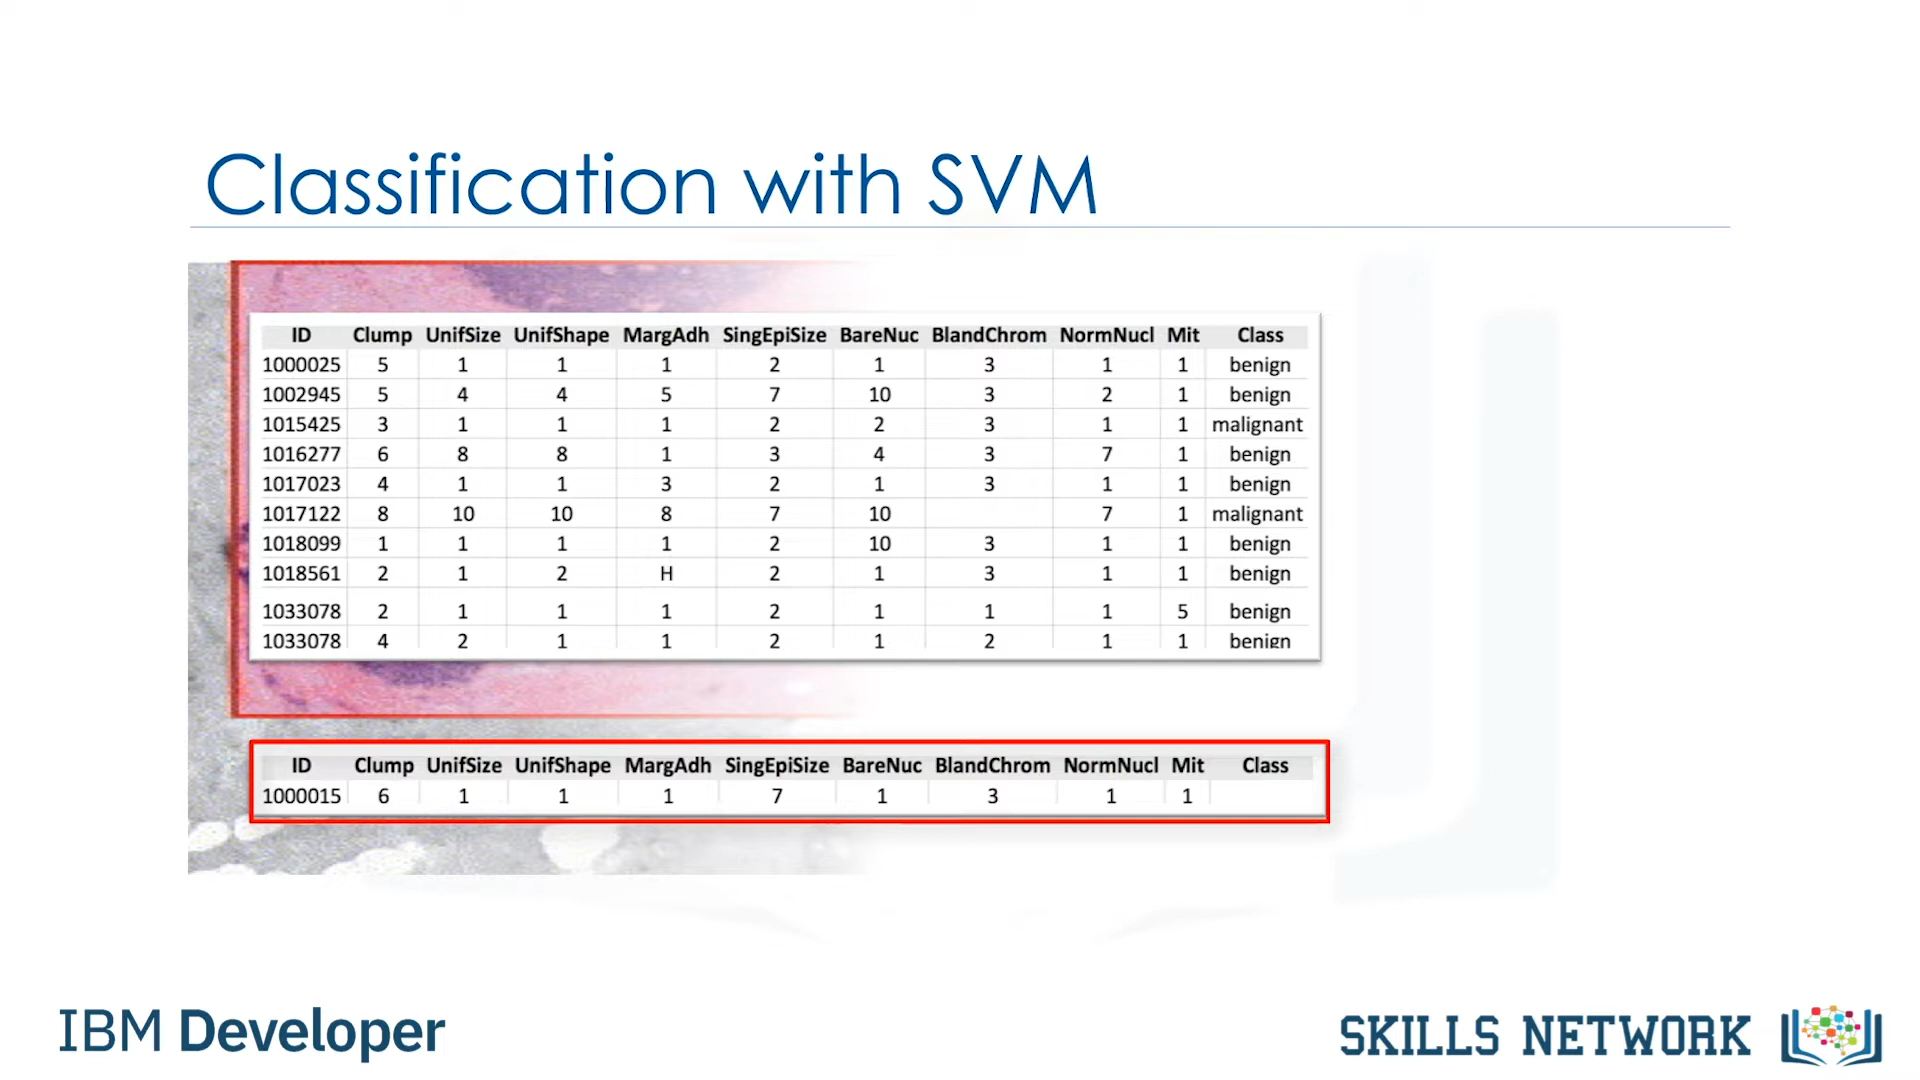 Classification with SVM
ID Clump UnifSize UnifShape MargAdh SingEpiSize BareNuc BlandChrom NormNucl Mit Class
1000025 5 1 1 1 2 1 3 1 1 benign
1002945 5 4 4 5 7 10 3 2 1 benign
1015425 3 1 1 1 2 2 3 1 1 malignant
1016277 6 8 8 1 3 4 3 7 1 benign
1017023 4 1 1 3 2 1 3 1 1 benign
1017122 8 10 10 8 7 10 7 1 malignant
1018099 1 1 1 1 2 10 3 1 1 benign
1018561 2 1 2 H 2 1 3 1 1 benign
1033078 2 1 1 1 2 1 1 1 5 benign
1033078 4 2 1 1 2 1 2 1 1 benign
ID Clump UnifSize UnifShape MargAdh SingEpiSize BareNuc BlandChrom NormNucl Mit Class
1000015 6 1 1 1 7 1 3 1 1
IBM Developer
SKILLS NETWORK